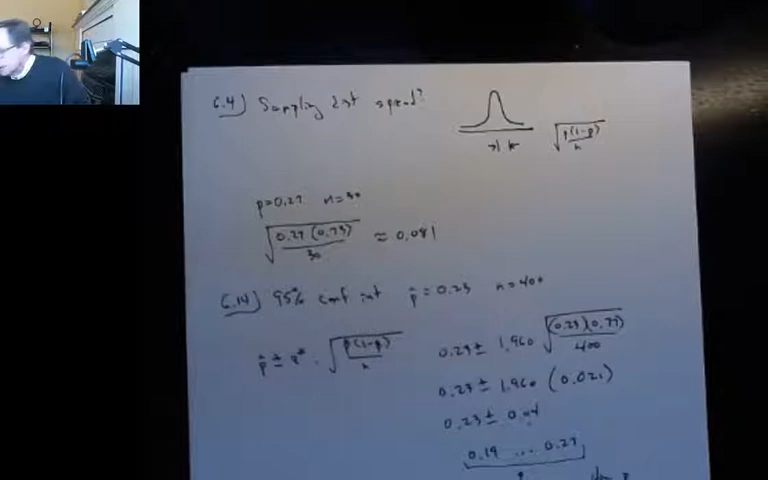 6.4) Sampling dist spread?
√(p(1-p)/n)
p=0.27 n=30
√(0.27(0.73)/30) ≈ 0.081
6.14) 95% conf int p̂=0.23 n=400
p̂ ± z* · √(p(1-p)/n)
0.23 ± 1.960 √((0.23)(0.77)/400)
0.23 ± 1.960 (0.021)
0.23 ± 0.04
0.19 ... 0.27